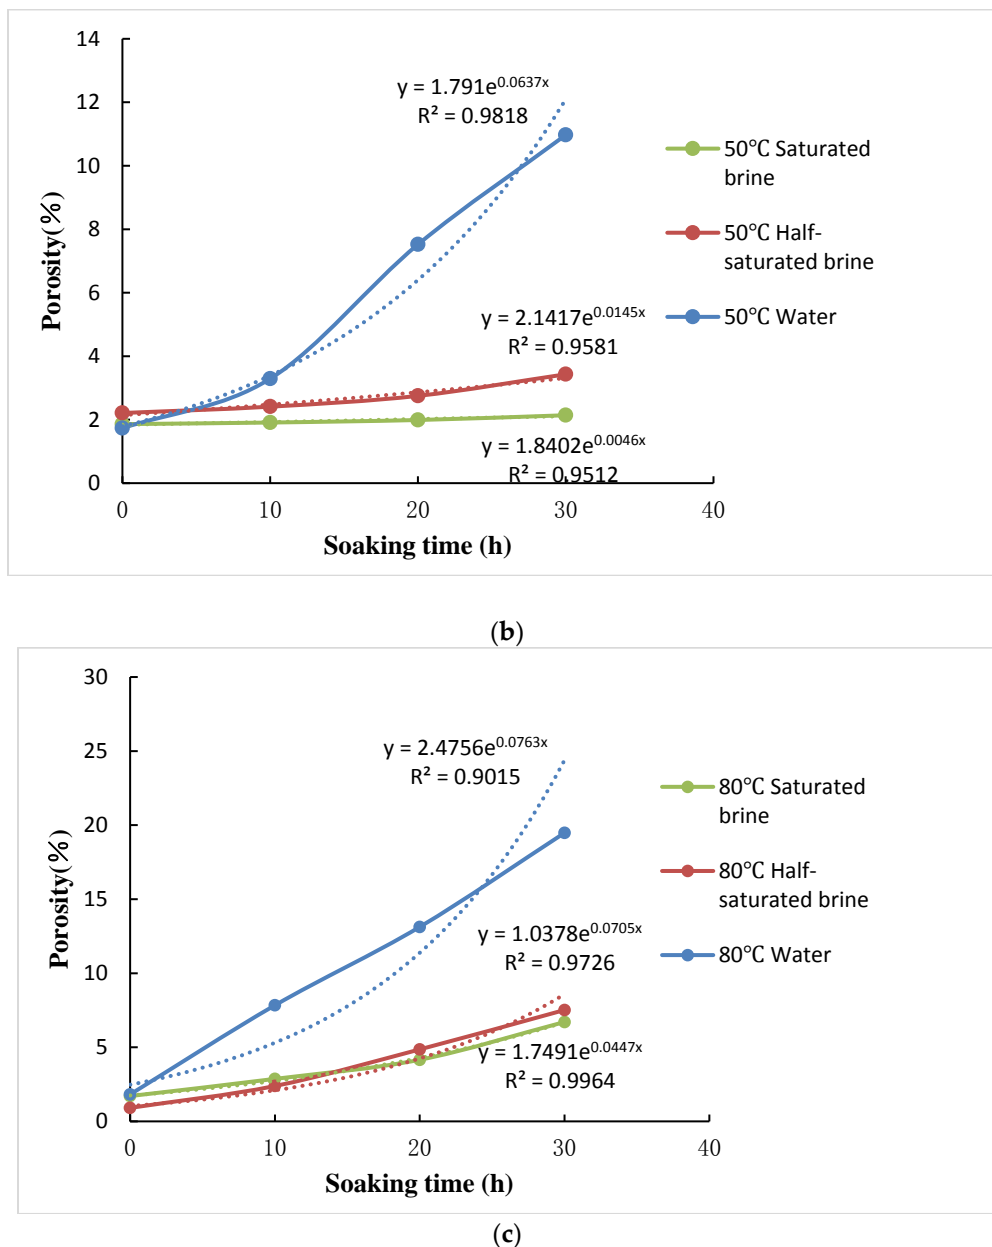 14
12
10
8
6
4
2
0
0
10
20
30
40
Porosity(%)
Soaking time (h)
y = 1.791e^0.0637x
R² = 0.9818
y = 2.1417e^0.0145x
R² = 0.9581
y = 1.8402e^0.0046x
R² = 0.9512
50℃ Saturated
brine
50℃ Half-
saturated brine
50℃ Water
(b)
30
25
20
15
10
5
0
0
10
20
30
40
Porosity(%)
Soaking time (h)
y = 2.4756e^0.0763x
R² = 0.9015
y = 1.0378e^0.0705x
R² = 0.9726
y = 1.7491e^0.0447x
R² = 0.9964
80℃ Saturated
brine
80℃ Half-
saturated brine
80℃ Water
(c)